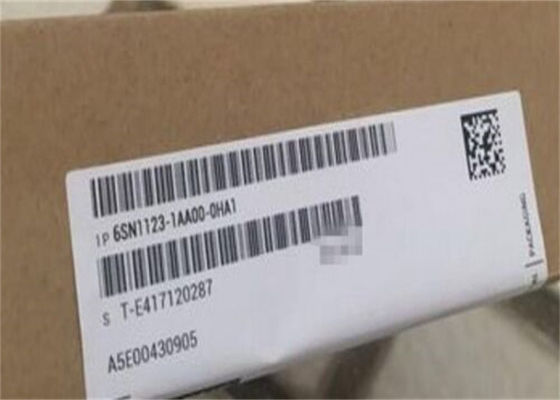 1P 6SN1123-1AA00-0HA1
S T-E417120287
A5E00430905
PACKAGING